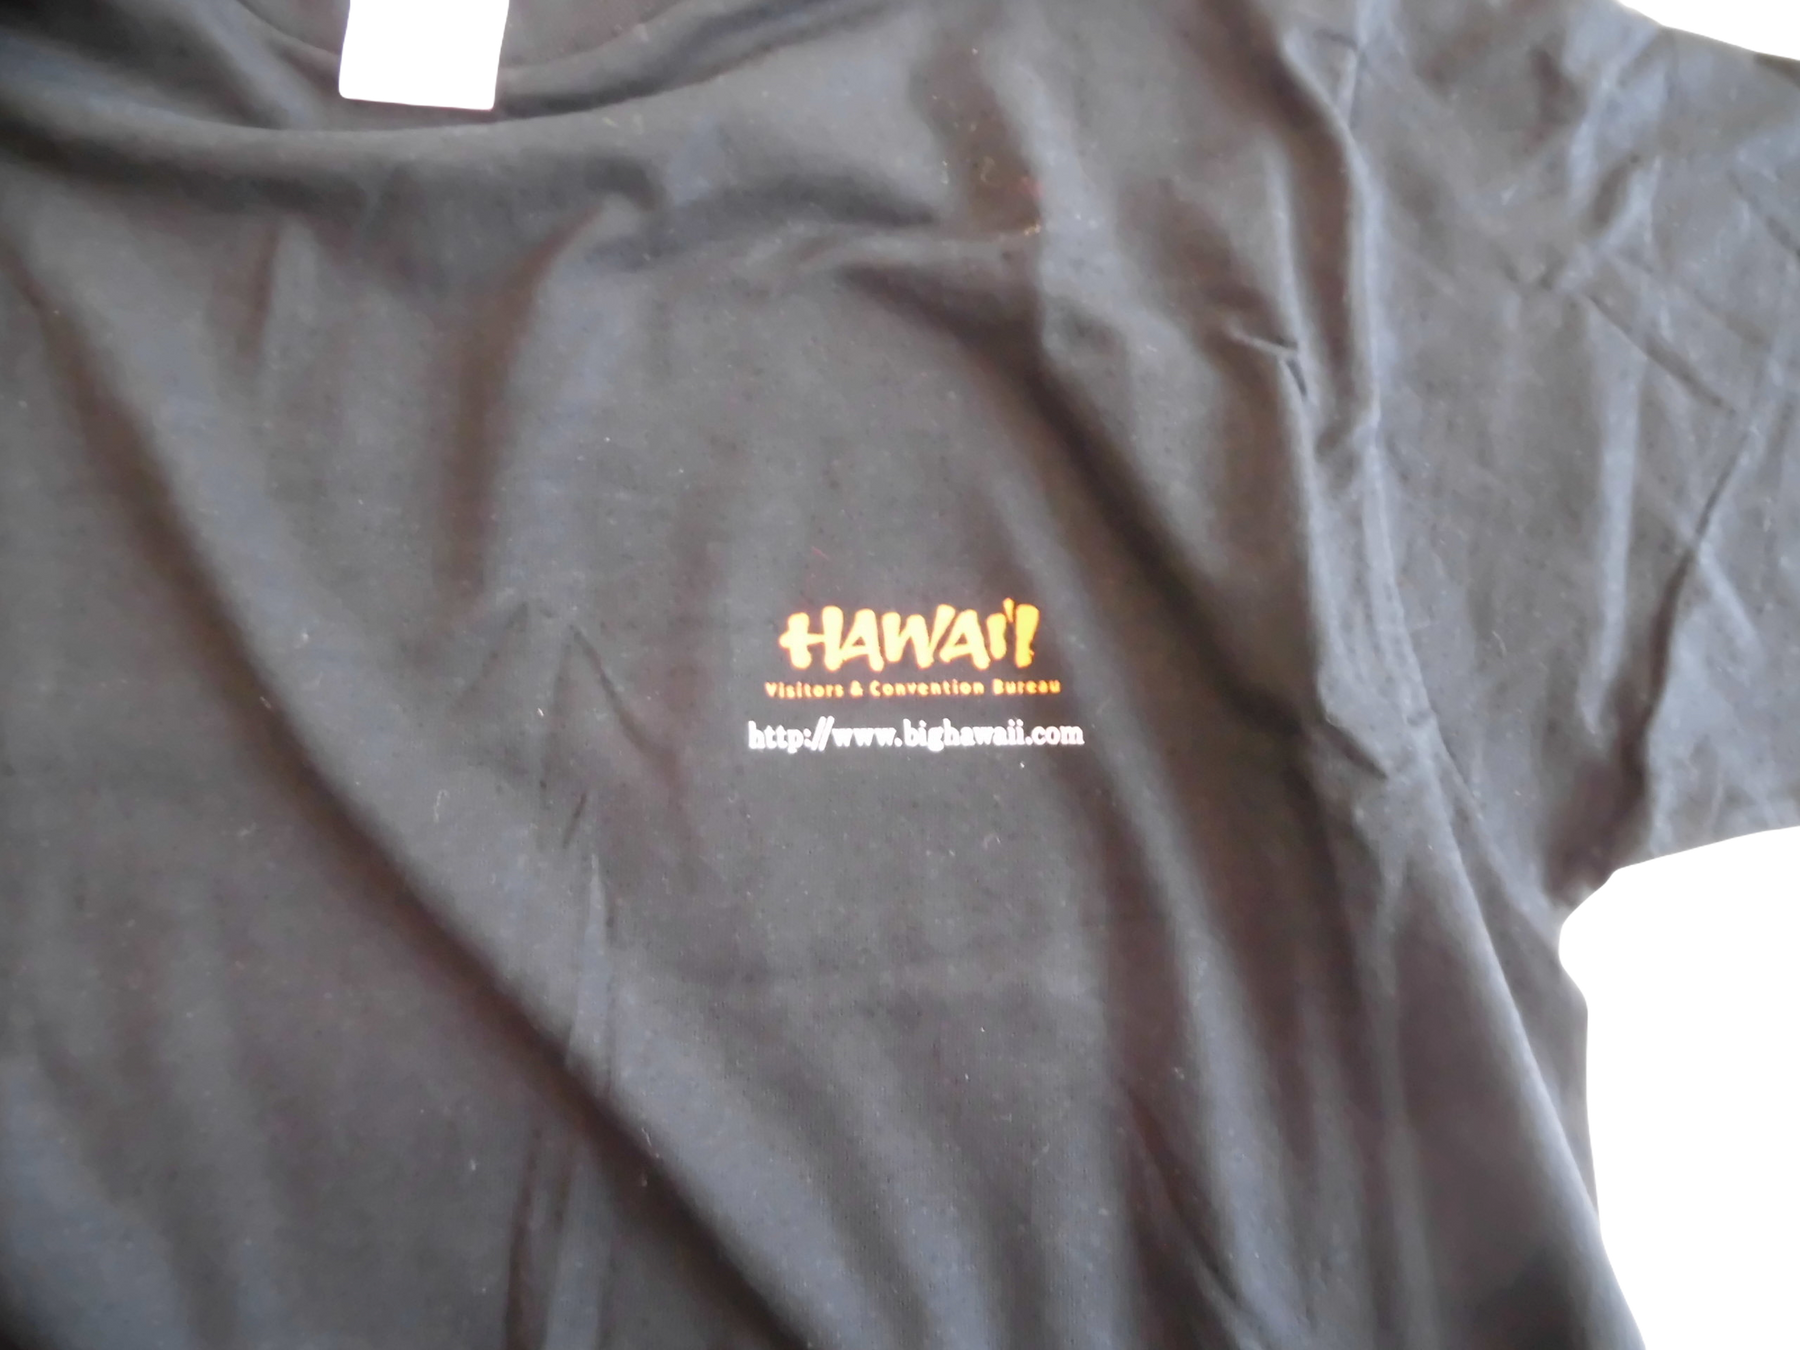 HAWAI'I
Visitors & Convention Bureau
http://www.bighawaii.com